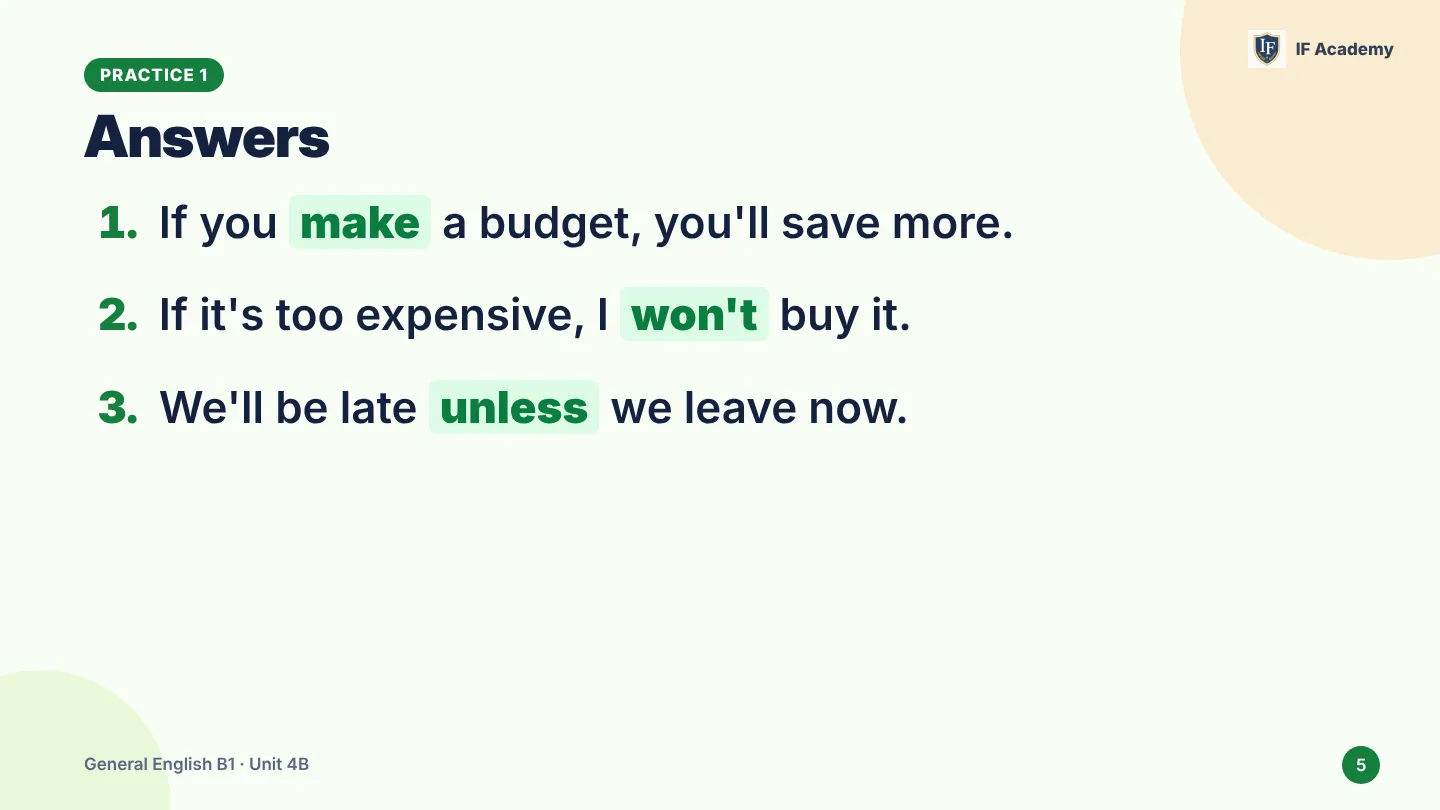 IF
IF Academy
PRACTICE 1
Answers
1. If you make a budget, you'll save more.
2. If it's too expensive, I won't buy it.
3. We'll be late unless we leave now.
General English B1 · Unit 4B
5